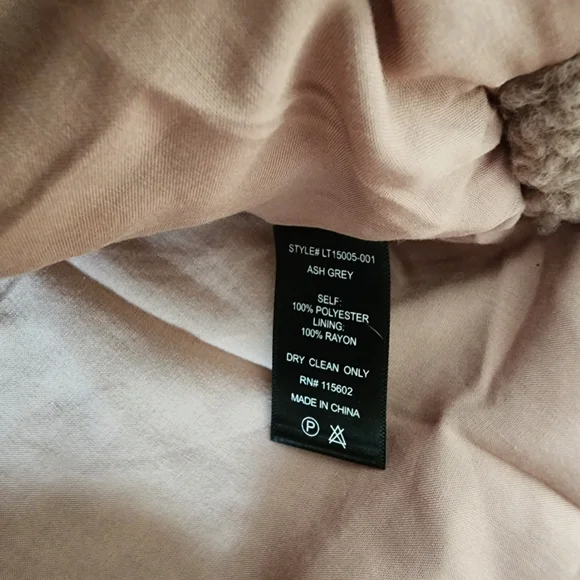 STYLE# LT15005-001
ASH GREY
SELF:
100% POLYESTER
LINING:
100% RAYON
DRY CLEAN ONLY
RN# 115602
MADE IN CHINA
P